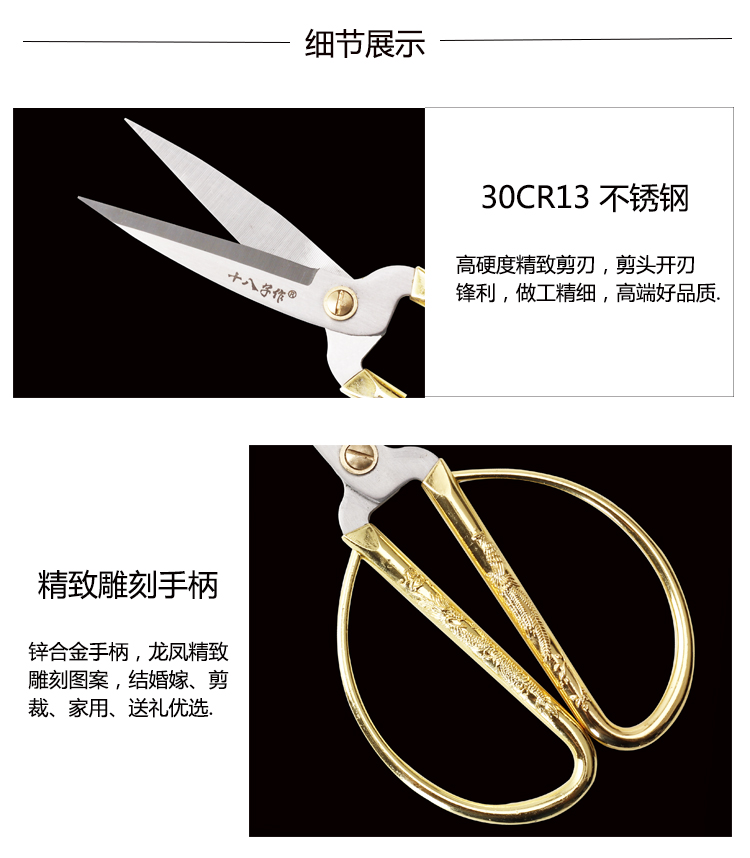 细节展示
十八子作®
30CR13 不锈钢
高硬度精致剪刃，剪头开刃
锋利，做工精细，高端好品质.
精致雕刻手柄
锌合金手柄，龙凤精致
雕刻图案，结婚嫁、剪
裁、家用、送礼优选.